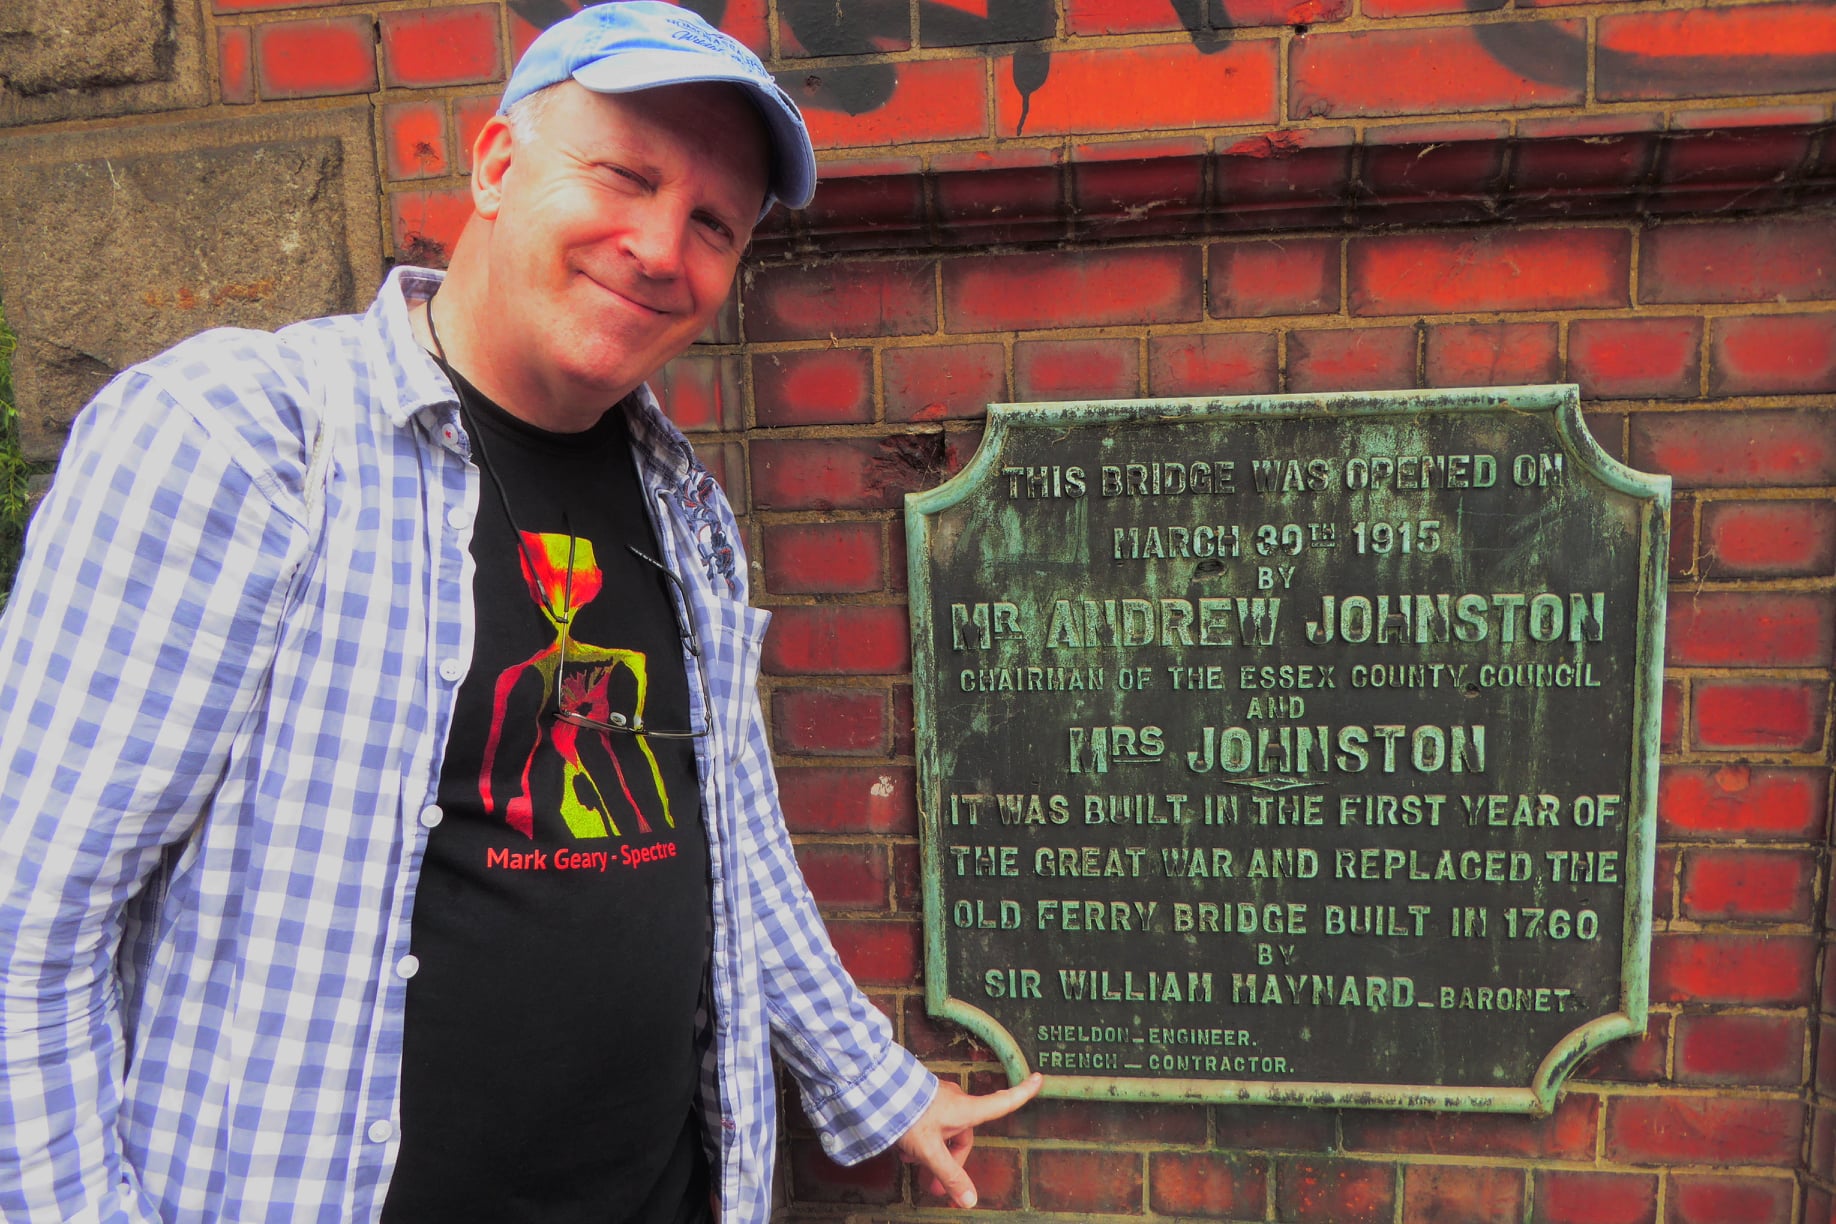 Mark Geary - Spectre
THIS BRIDGE WAS OPENED ON
MARCH 30TH 1915
BY
MR ANDREW JOHNSTON
CHAIRMAN OF THE ESSEX COUNTY COUNCIL
AND
MRS JOHNSTON
IT WAS BUILT IN THE FIRST YEAR OF
THE GREAT WAR AND REPLACED THE
OLD FERRY BRIDGE BUILT IN 1760
BY
SIR WILLIAM MAYNARD_BARONET
SHELDON_ENGINEER.
FRENCH_CONTRACTOR.